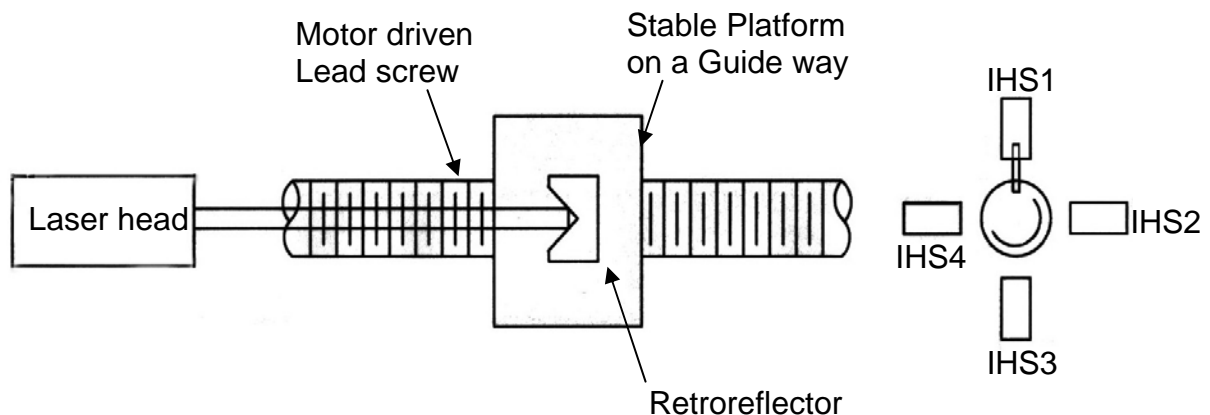 Motor driven
Lead screw
Stable Platform
on a Guide way
IHS1
Laser head
IHS4
IHS2
IHS3
Retroreflector